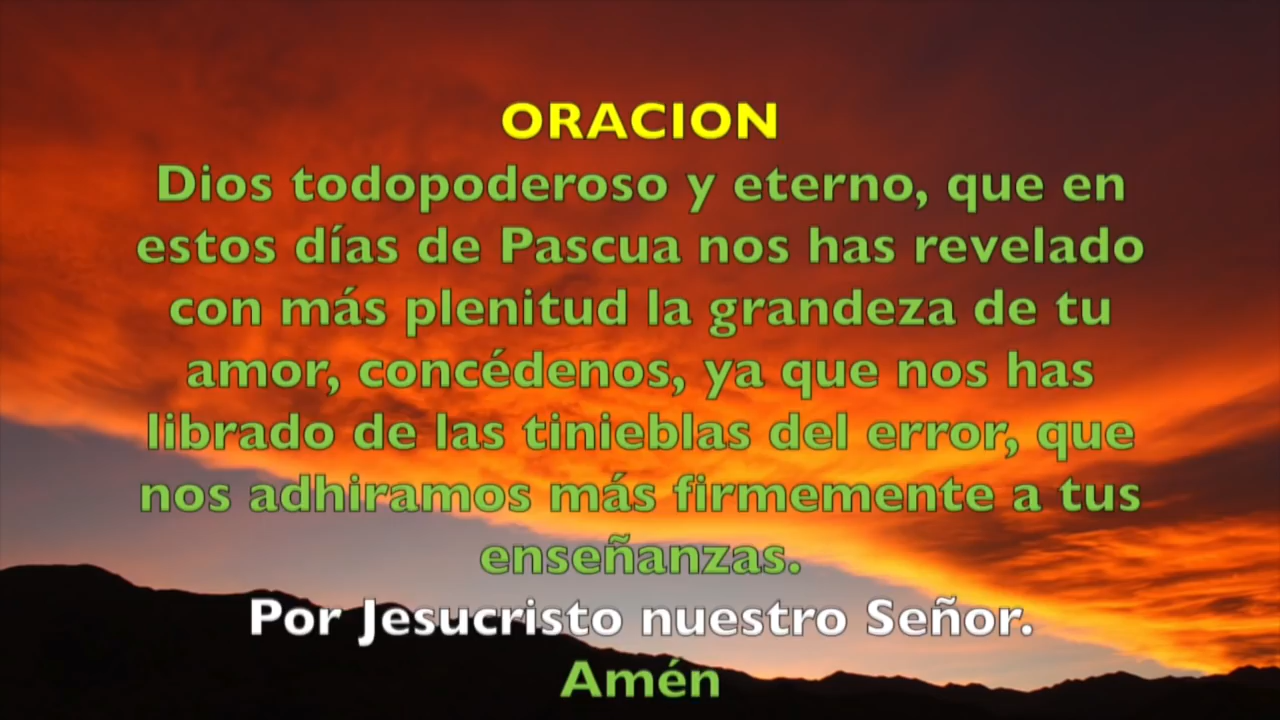 ORACION
Dios todopoderoso y eterno, que en
estos días de Pascua nos has revelado
con más plenitud la grandeza de tu
amor, concédenos, ya que nos has
librado de las tinieblas del error, que
nos adhiramos más firmemente a tus
enseñanzas.
Por Jesucristo nuestro Señor.
Amén